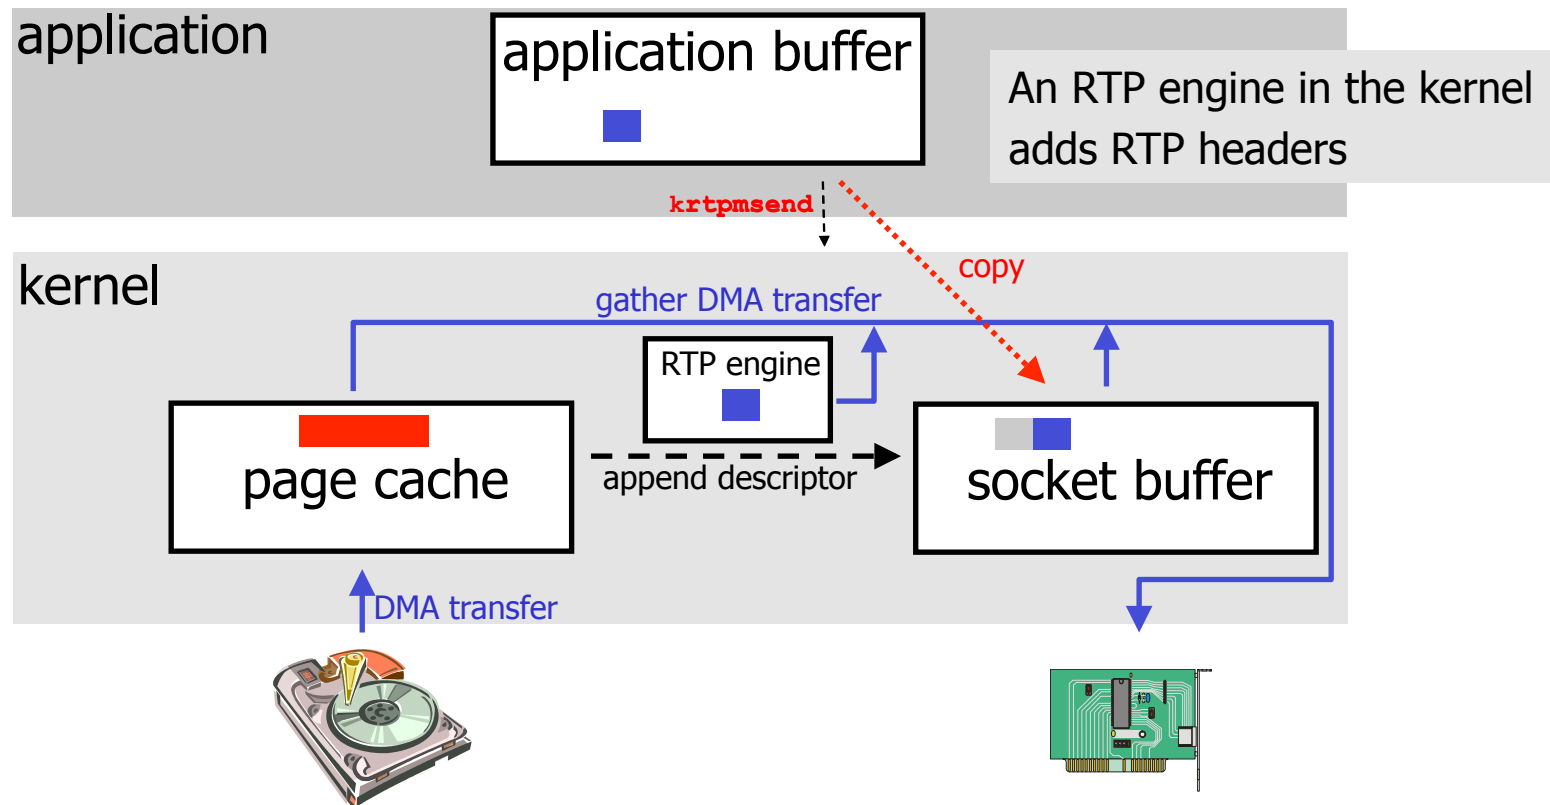 application
application buffer
An RTP engine in the kernel
adds RTP headers
krtpmsend
kernel
copy
gather DMA transfer
RTP engine
page cache
append descriptor
socket buffer
DMA transfer